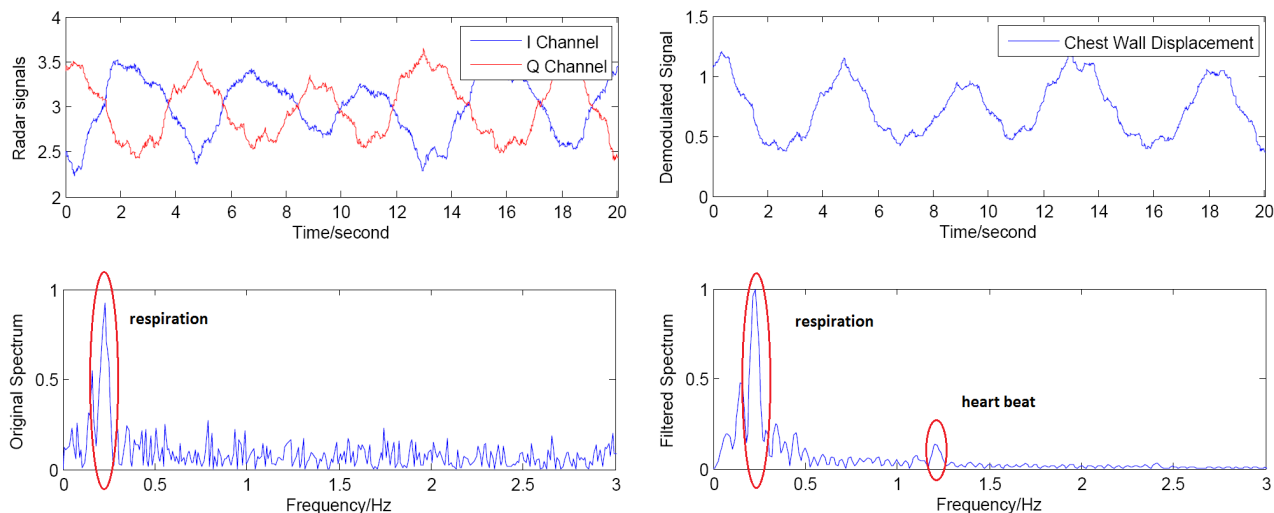 4
3.5
3
2.5
2
Radar signals
I Channel
Q Channel
0 2 4 6 8 10 12 14 16 18 20
Time/second
1.5
1
0.5
0
Demodulated Signal
Chest Wall Displacement
0 2 4 6 8 10 12 14 16 18 20
Time/second
1
0.5
0
Original Spectrum
respiration
0 0.5 1 1.5 2 2.5 3
Frequency/Hz
1
0.5
0
Filtered Spectrum
respiration
heart beat
0 0.5 1 1.5 2 2.5 3
Frequency/Hz